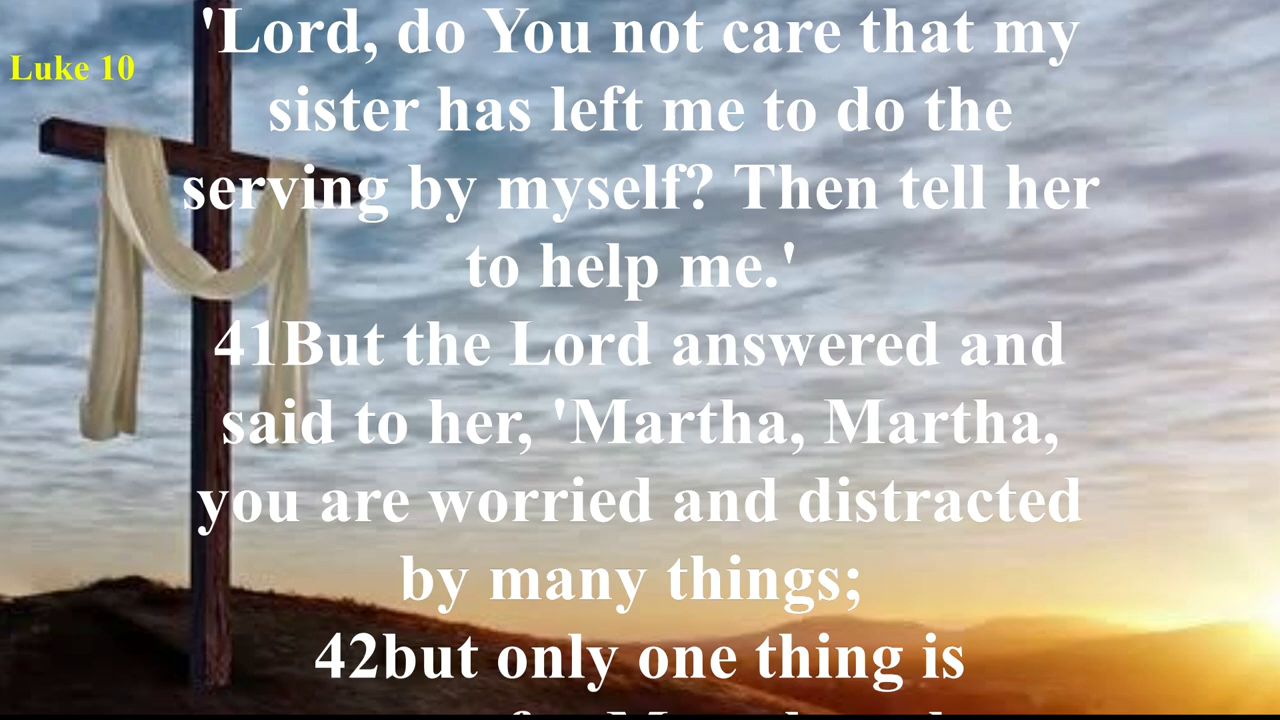 Luke 10
'Lord, do You not care that my
sister has left me to do the
serving by myself? Then tell her
to help me.'
41But the Lord answered and
said to her, 'Martha, Martha,
you are worried and distracted
by many things;
42but only one thing is